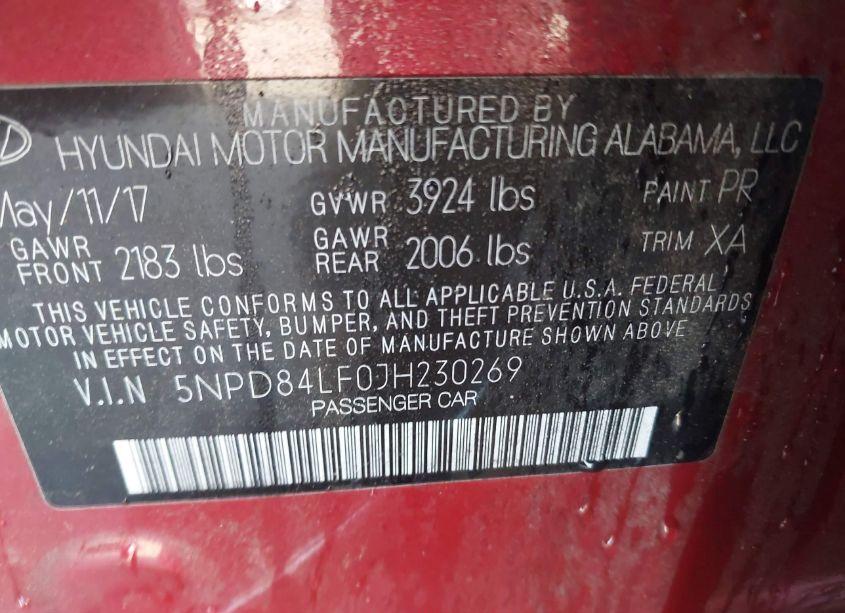 MANUFACTURED BY
HYUNDAI MOTOR MANUFACTURING ALABAMA, LLC
May/11/17 GVWR 3924 lbs PAINT PR
GAWR FRONT 2183 lbs GAWR REAR 2006 lbs TRIM XA
THIS VEHICLE CONFORMS TO ALL APPLICABLE U.S.A. FEDERAL
MOTOR VEHICLE SAFETY, BUMPER, AND THEFT PREVENTION STANDARDS
IN EFFECT ON THE DATE OF MANUFACTURE SHOWN ABOVE
V.I.N 5NPD84LF0JH230269
PASSENGER CAR